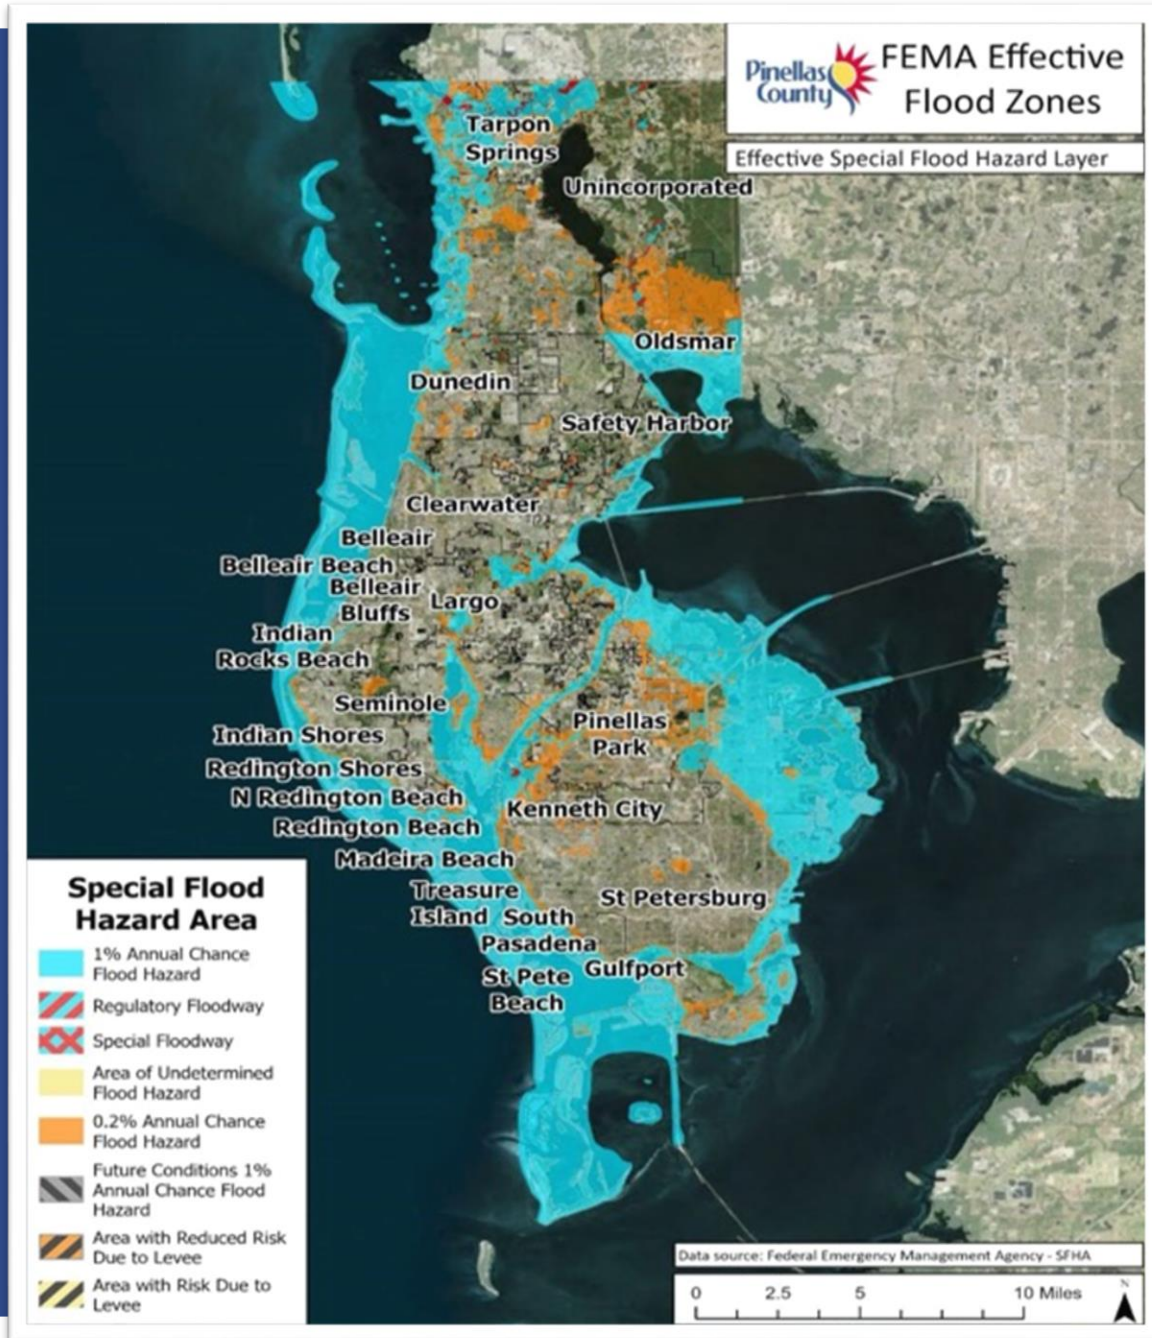 Pinellas
County
FEMA Effective
Flood Zones
Effective Special Flood Hazard Layer
Tarpon
Springs
Unincorporated
Oldsmar
Dunedin
Safety Harbor
Clearwater
Belleair
Belleair Beach
Belleair
Bluffs
Largo
Indian
Rocks Beach
Seminole
Pinellas
Park
Indian Shores
Redington Shores
N Redington Beach
Kenneth City
Redington Beach
Madeira Beach
Treasure
Island
South
Pasadena
St Petersburg
Gulfport
St Pete
Beach
Special Flood
Hazard Area
1% Annual Chance
Flood Hazard
Regulatory Floodway
Special Floodway
Area of Undetermined
Flood Hazard
0.2% Annual Chance
Flood Hazard
Future Conditions 1%
Annual Chance Flood
Hazard
Area with Reduced Risk
Due to Levee
Area with Risk Due to
Levee
Data source: Federal Emergency Management Agency - SFHA
0 2.5 5 10 Miles
N